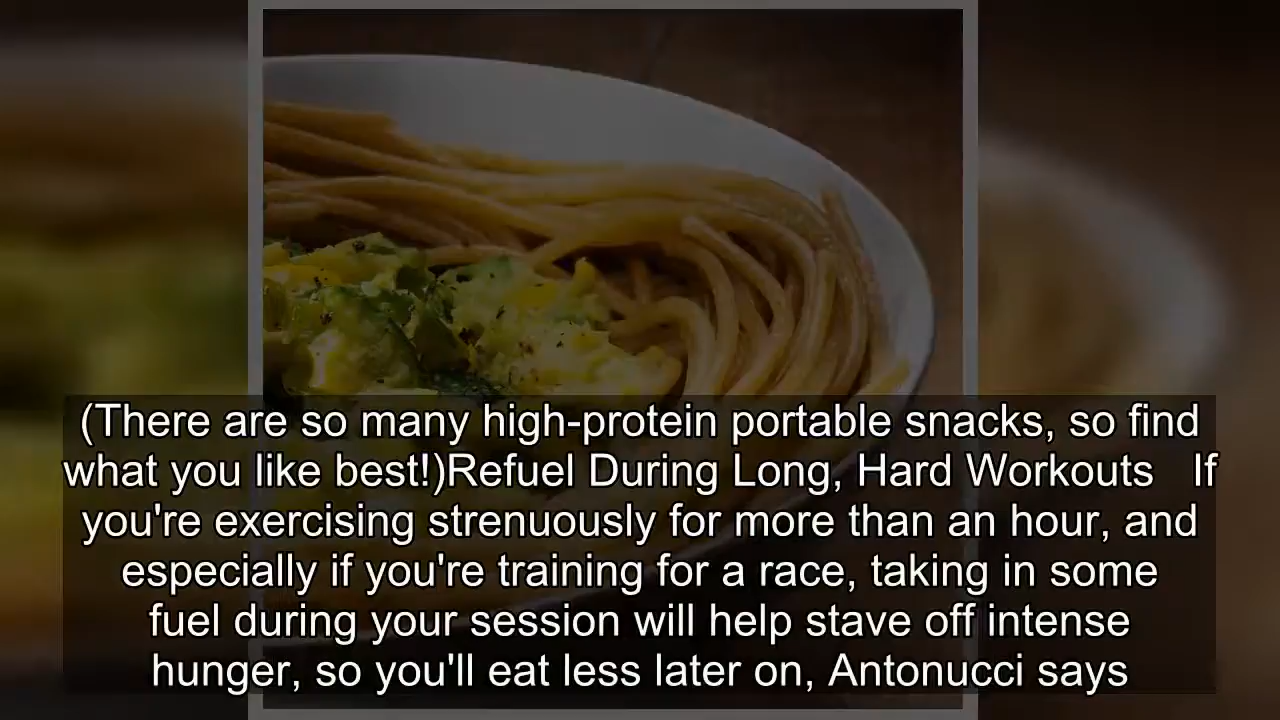 (There are so many high-protein portable snacks, so find
what you like best!)Refuel During Long, Hard Workouts   If
you're exercising strenuously for more than an hour, and
especially if you're training for a race, taking in some
fuel during your session will help stave off intense
hunger, so you'll eat less later on, Antonucci says